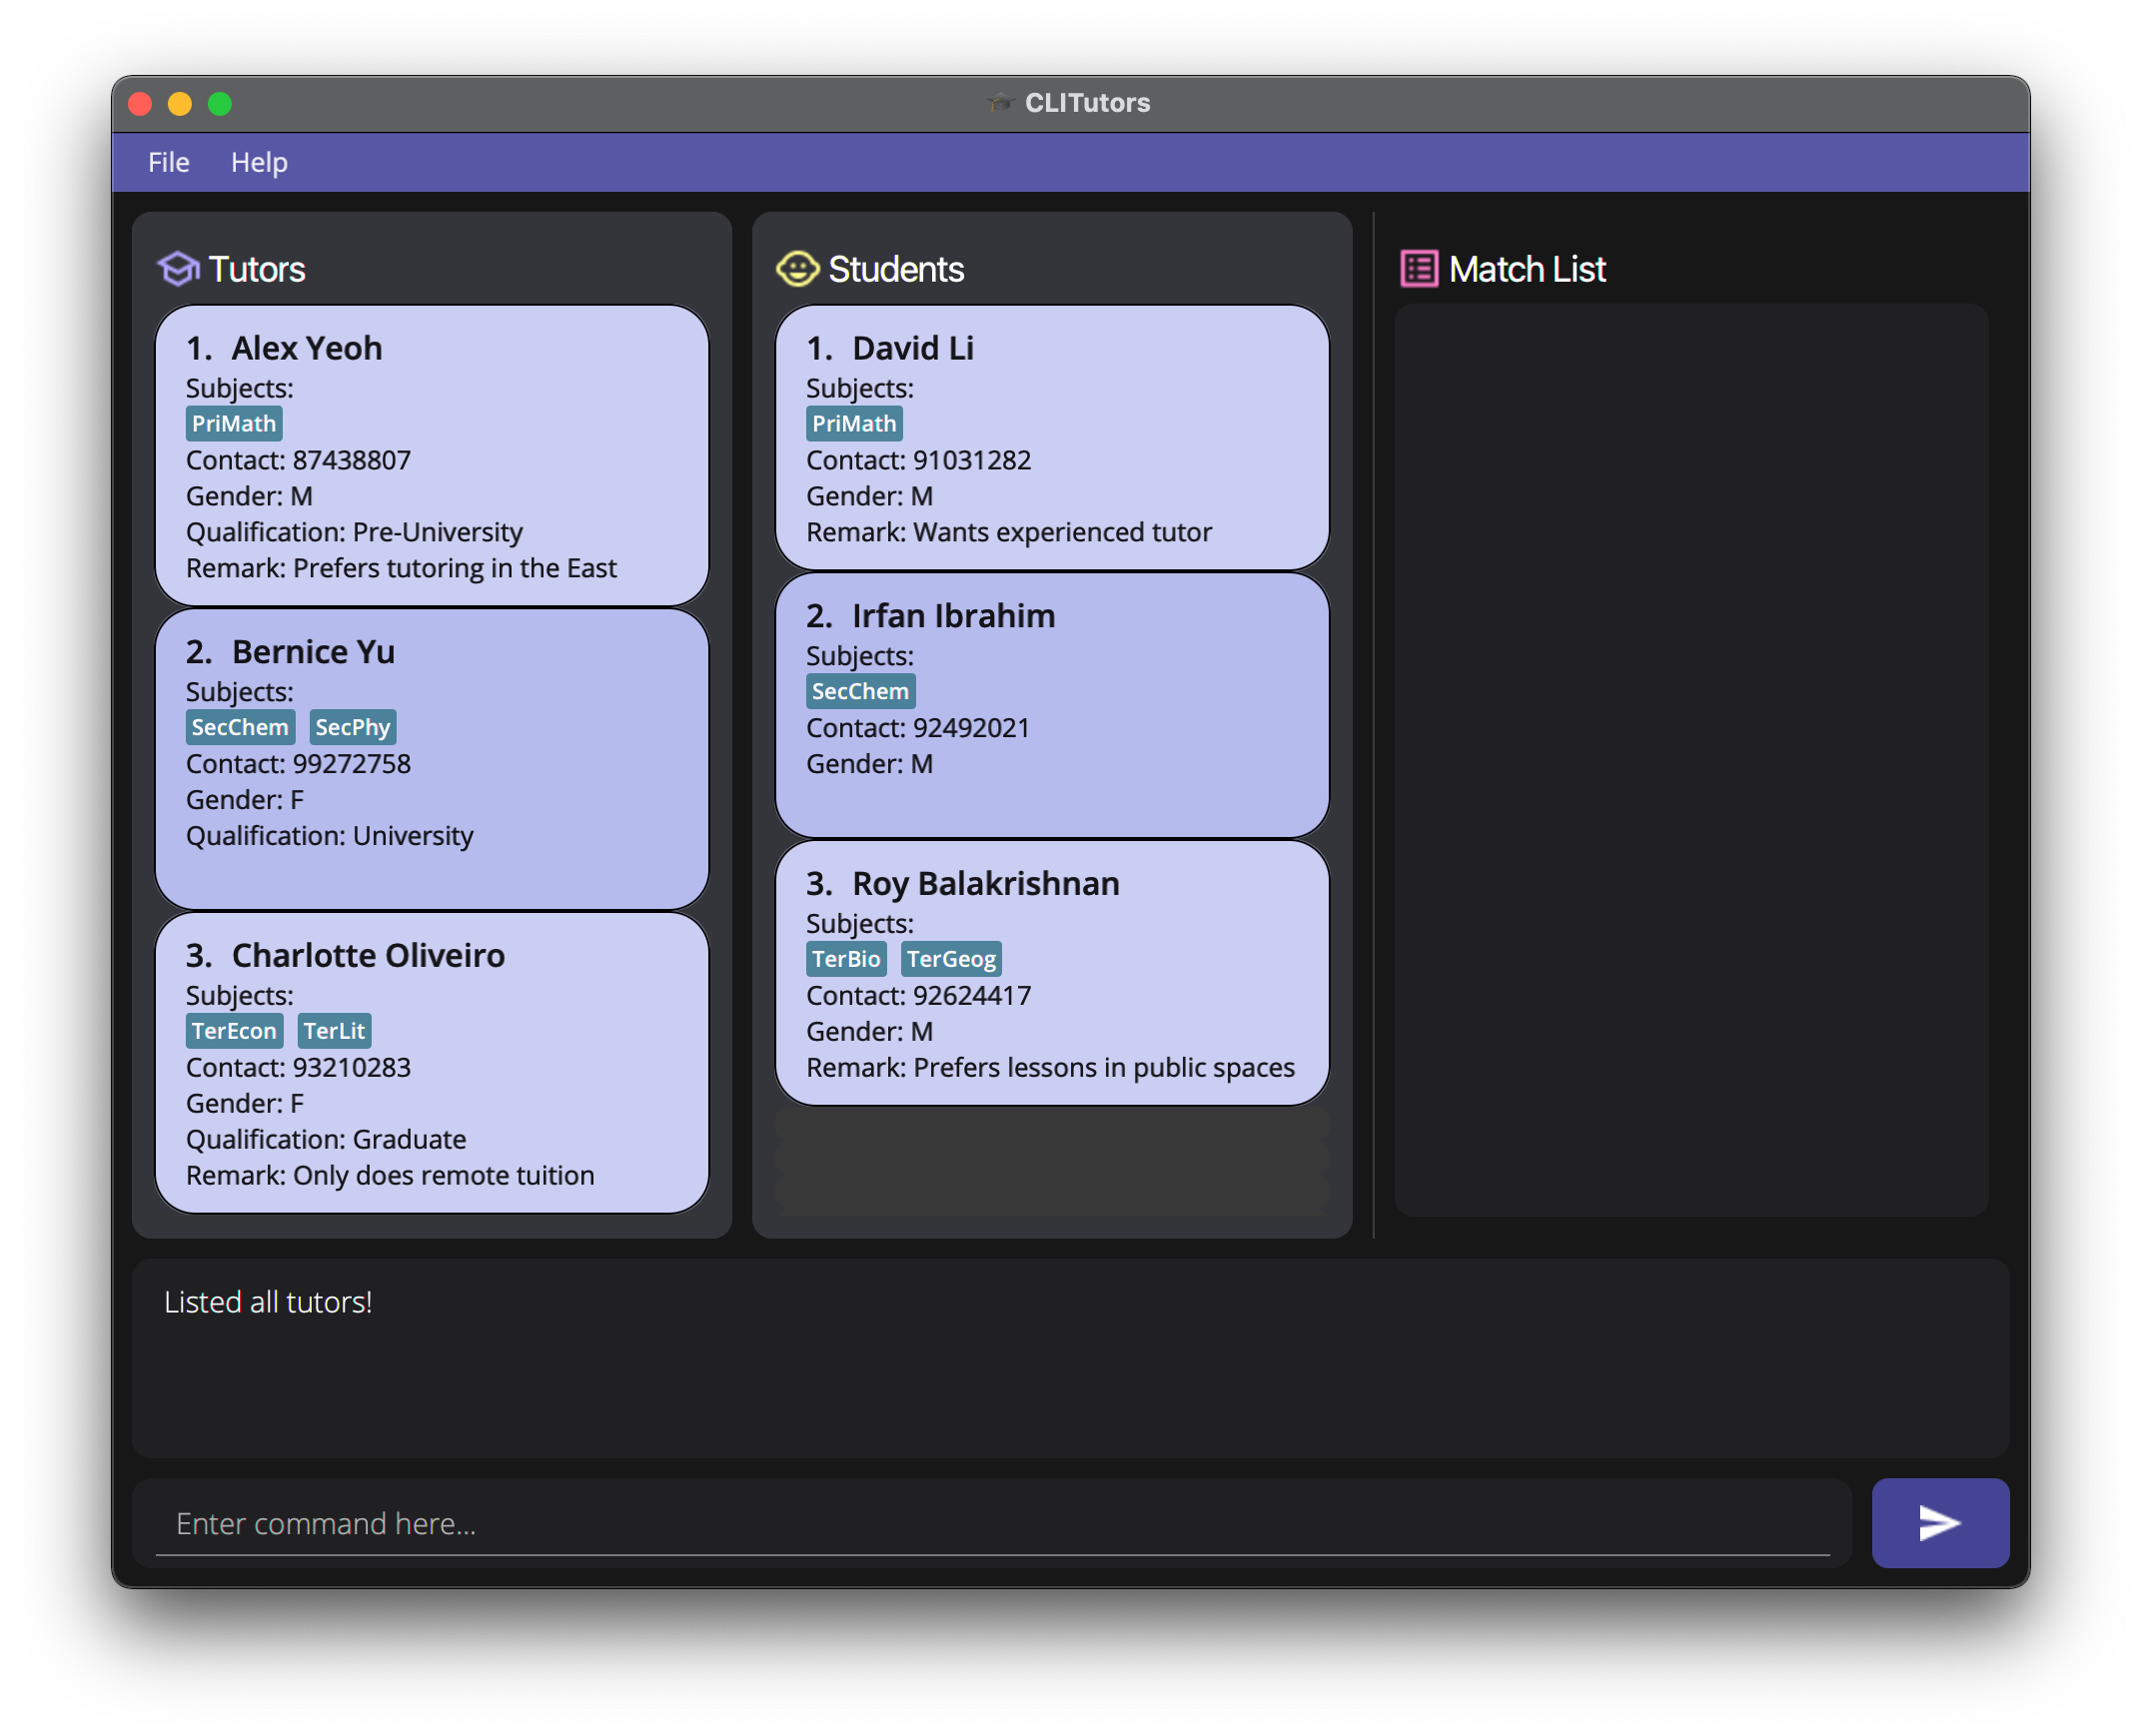 CLITutors
File Help
Tutors
1. Alex Yeoh
Subjects:
PriMath
Contact: 87438807
Gender: M
Qualification: Pre-University
Remark: Prefers tutoring in the East
2. Bernice Yu
Subjects:
SecChem SecPhy
Contact: 99272758
Gender: F
Qualification: University
3. Charlotte Oliveiro
Subjects:
TerEcon TerLit
Contact: 93210283
Gender: F
Qualification: Graduate
Remark: Only does remote tuition
Students
1. David Li
Subjects:
PriMath
Contact: 91031282
Gender: M
Remark: Wants experienced tutor
2. Irfan Ibrahim
Subjects:
SecChem
Contact: 92492021
Gender: M
3. Roy Balakrishnan
Subjects:
TerBio TerGeog
Contact: 92624417
Gender: M
Remark: Prefers lessons in public spaces
Match List
Listed all tutors!
Enter command here...